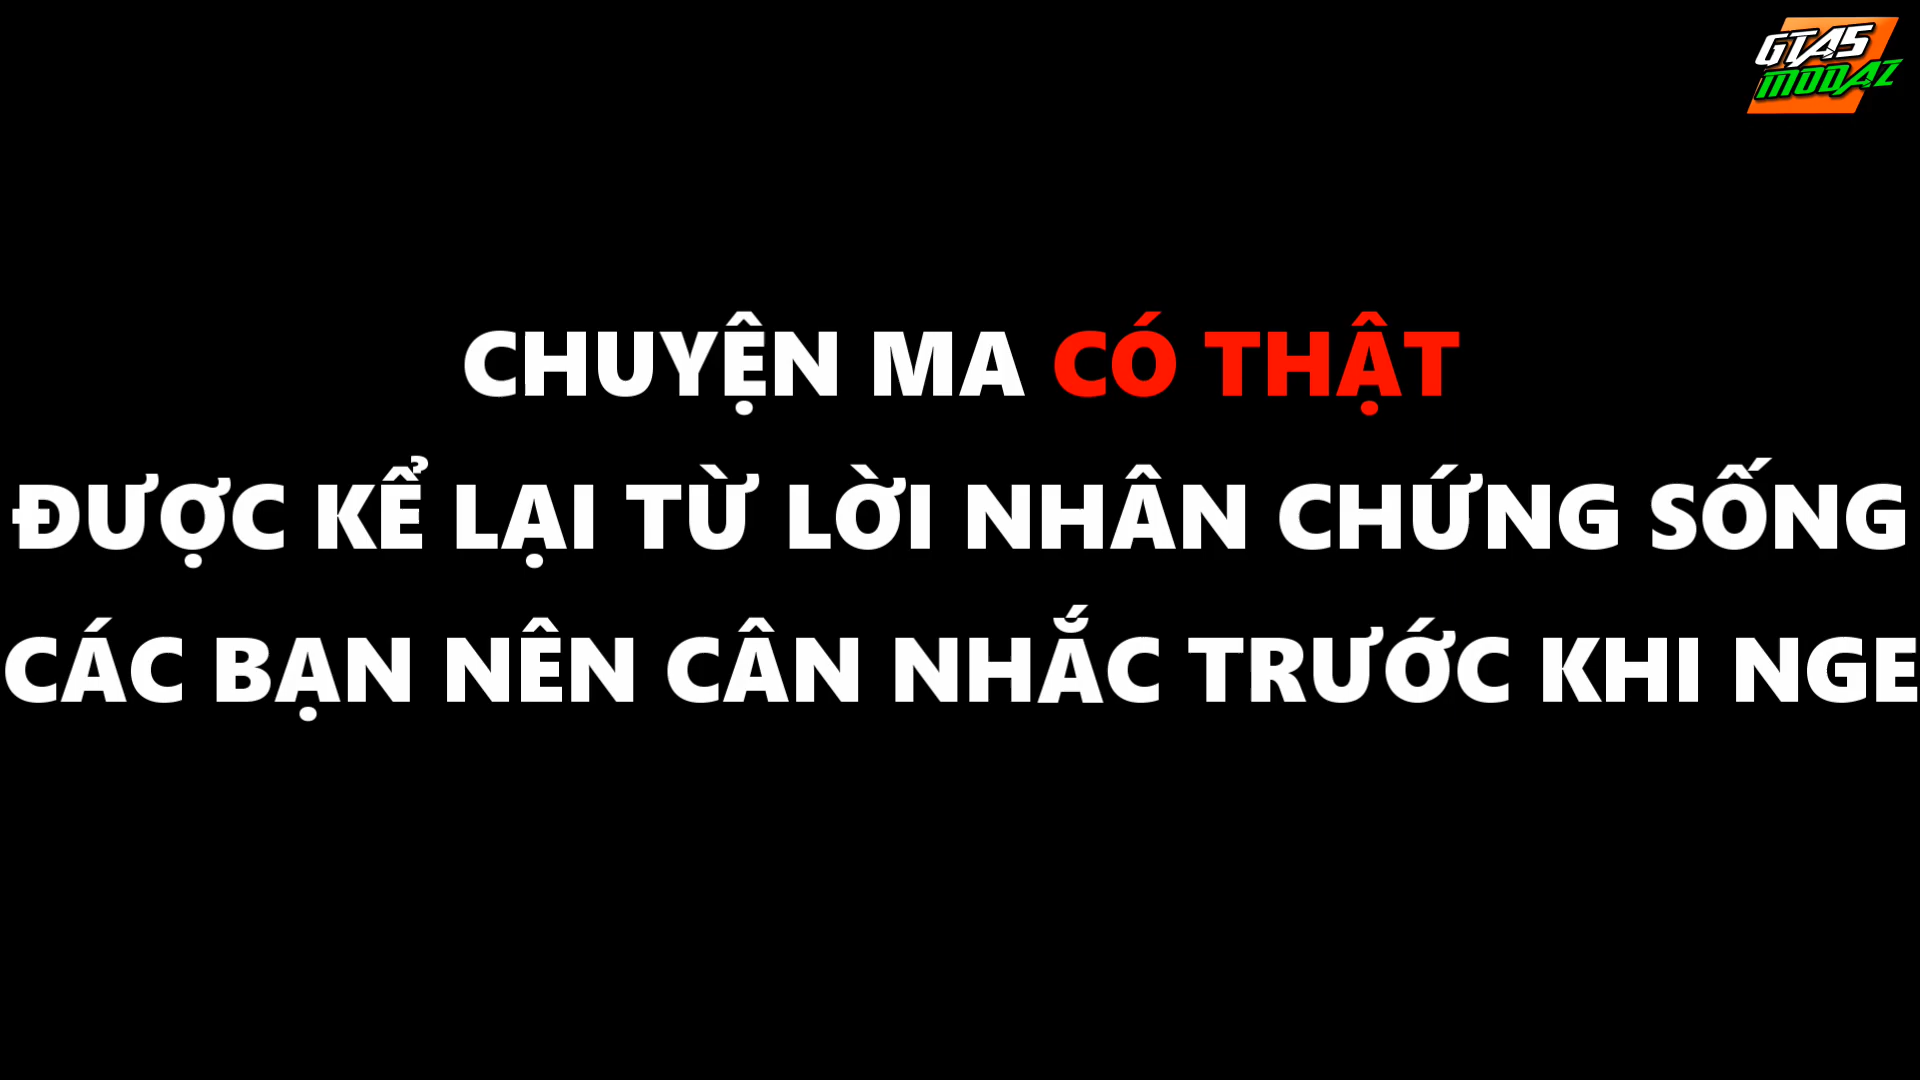 GTA5
MODAZ
CHUYỆN MA CÓ THẬT
ĐƯỢC KỂ LẠI TỪ LỜI NHÂN CHỨNG SỐNG
CÁC BẠN NÊN CÂN NHẮC TRƯỚC KHI NGE